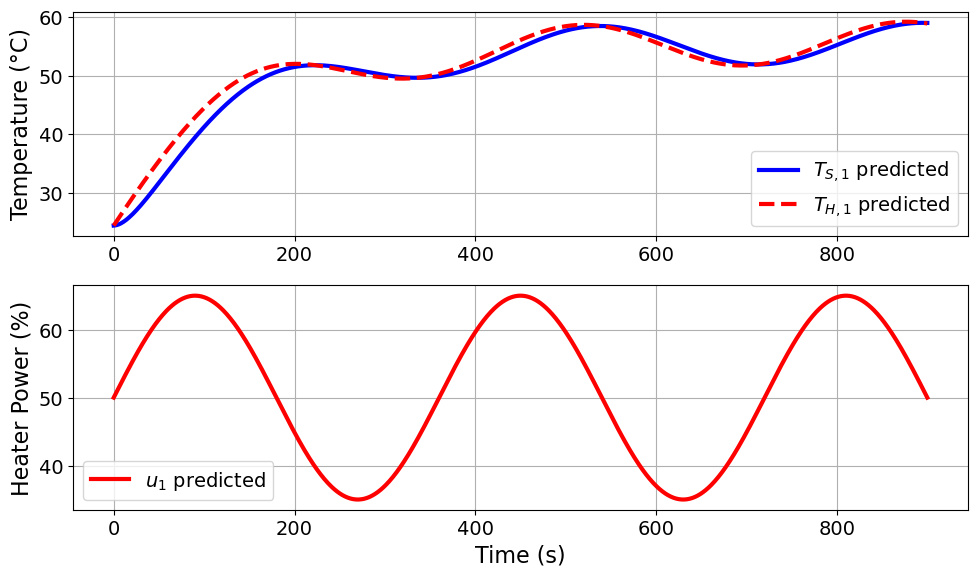 Temperature (°C)
60
50
40
30
T_{S,1} predicted
T_{H,1} predicted
0
200
400
600
800
Heater Power (%)
60
50
40
u_1 predicted
0
200
400
600
800
Time (s)